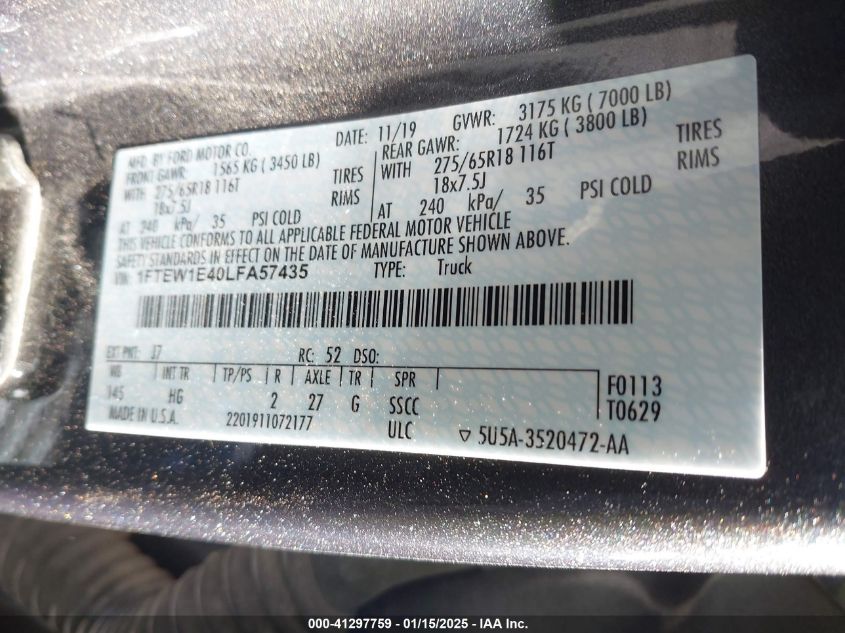 MFD. BY FORD MOTOR CO.
DATE: 11/19 GVWR: 3175 KG ( 7000 LB)
FRONT GAWR: 1565 KG ( 3450 LB)
WITH 275/65R18 116T TIRES
18x7.5J RIMS
AT 240 kPa/ 35 PSI COLD
REAR GAWR: 1724 KG ( 3800 LB)
WITH 275/65R18 116T TIRES
18x7.5J RIMS
AT 240 kPa/ 35 PSI COLD
THIS VEHICLE CONFORMS TO ALL APPLICABLE FEDERAL MOTOR VEHICLE
SAFETY STANDARDS IN EFFECT ON THE DATE OF MANUFACTURE SHOWN ABOVE.
VIN: 1FTEW1E40LFA57435 TYPE: Truck
EXT PNT: J7 RC: 52 DSO:
WB INT TR TP/PS R AXLE TR SPR
145 HG 2 27 G SSCC
F0113
T0629
MADE IN U.S.A. 2201911072177 ULC ▽ 5U5A-3520472-AA
000-41297759 - 01/15/2025 - IAA Inc.